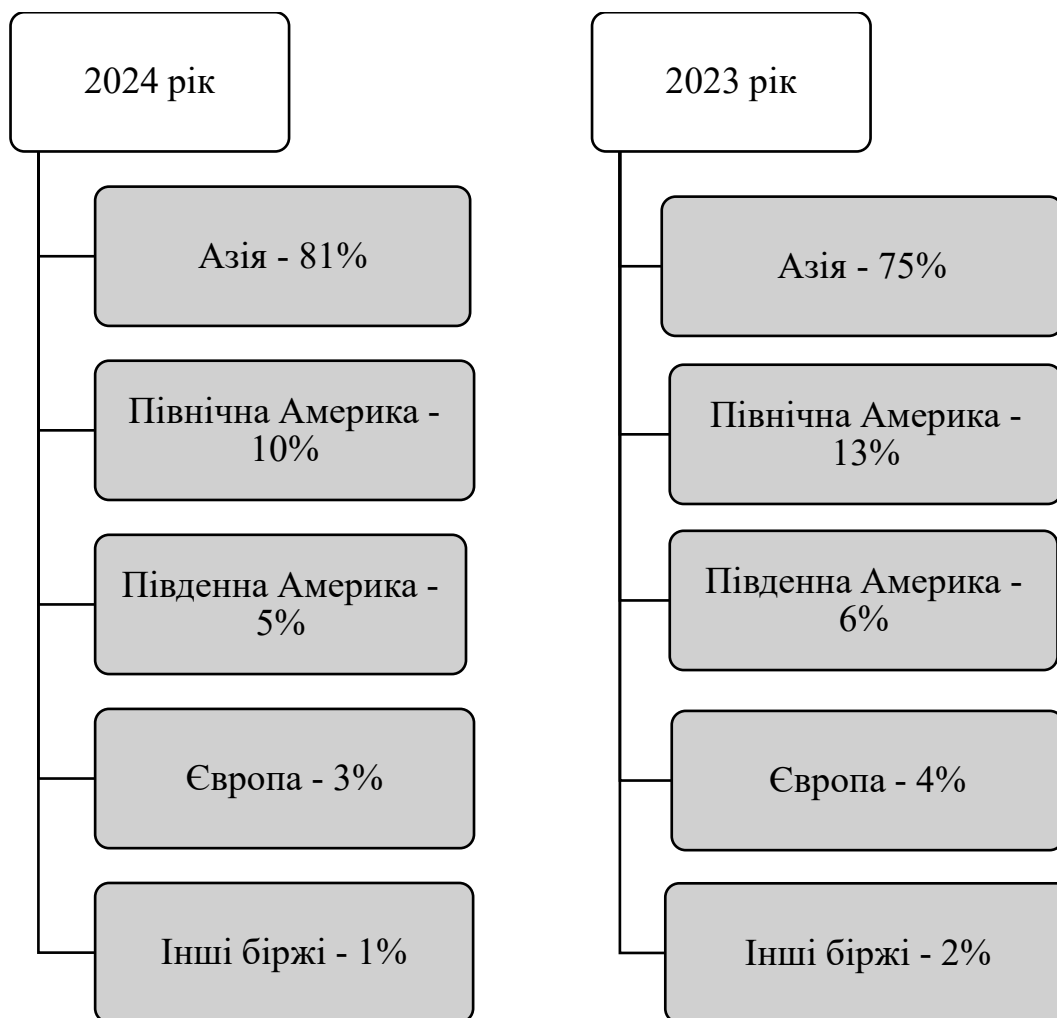 2024 рік
Азія - 81%
Північна Америка -
10%
Південна Америка -
5%
Європа - 3%
Інші біржі - 1%
2023 рік
Азія - 75%
Північна Америка -
13%
Південна Америка -
6%
Європа - 4%
Інші біржі - 2%